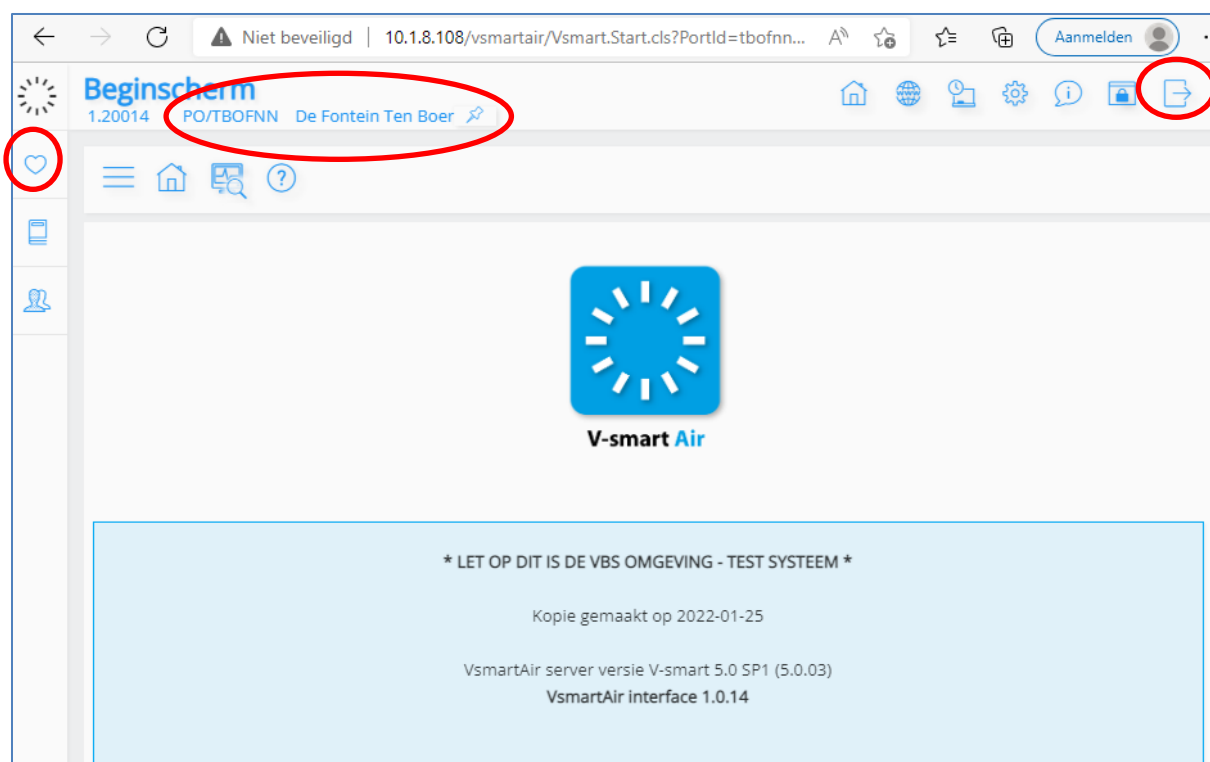 Niet beveiligd | 10.1.8.108/vsmartair/Vsmart.Start.cls?PortId=tbofnn... A Aanmelden
Beginscherm
1.20014 PO/TBOFNN De Fontein Ten Boer
V-smart Air
* LET OP DIT IS DE VBS OMGEVING - TEST SYSTEEM *
Kopie gemaakt op 2022-01-25
VsmartAir server versie V-smart 5.0 SP1 (5.0.03)
VsmartAir interface 1.0.14